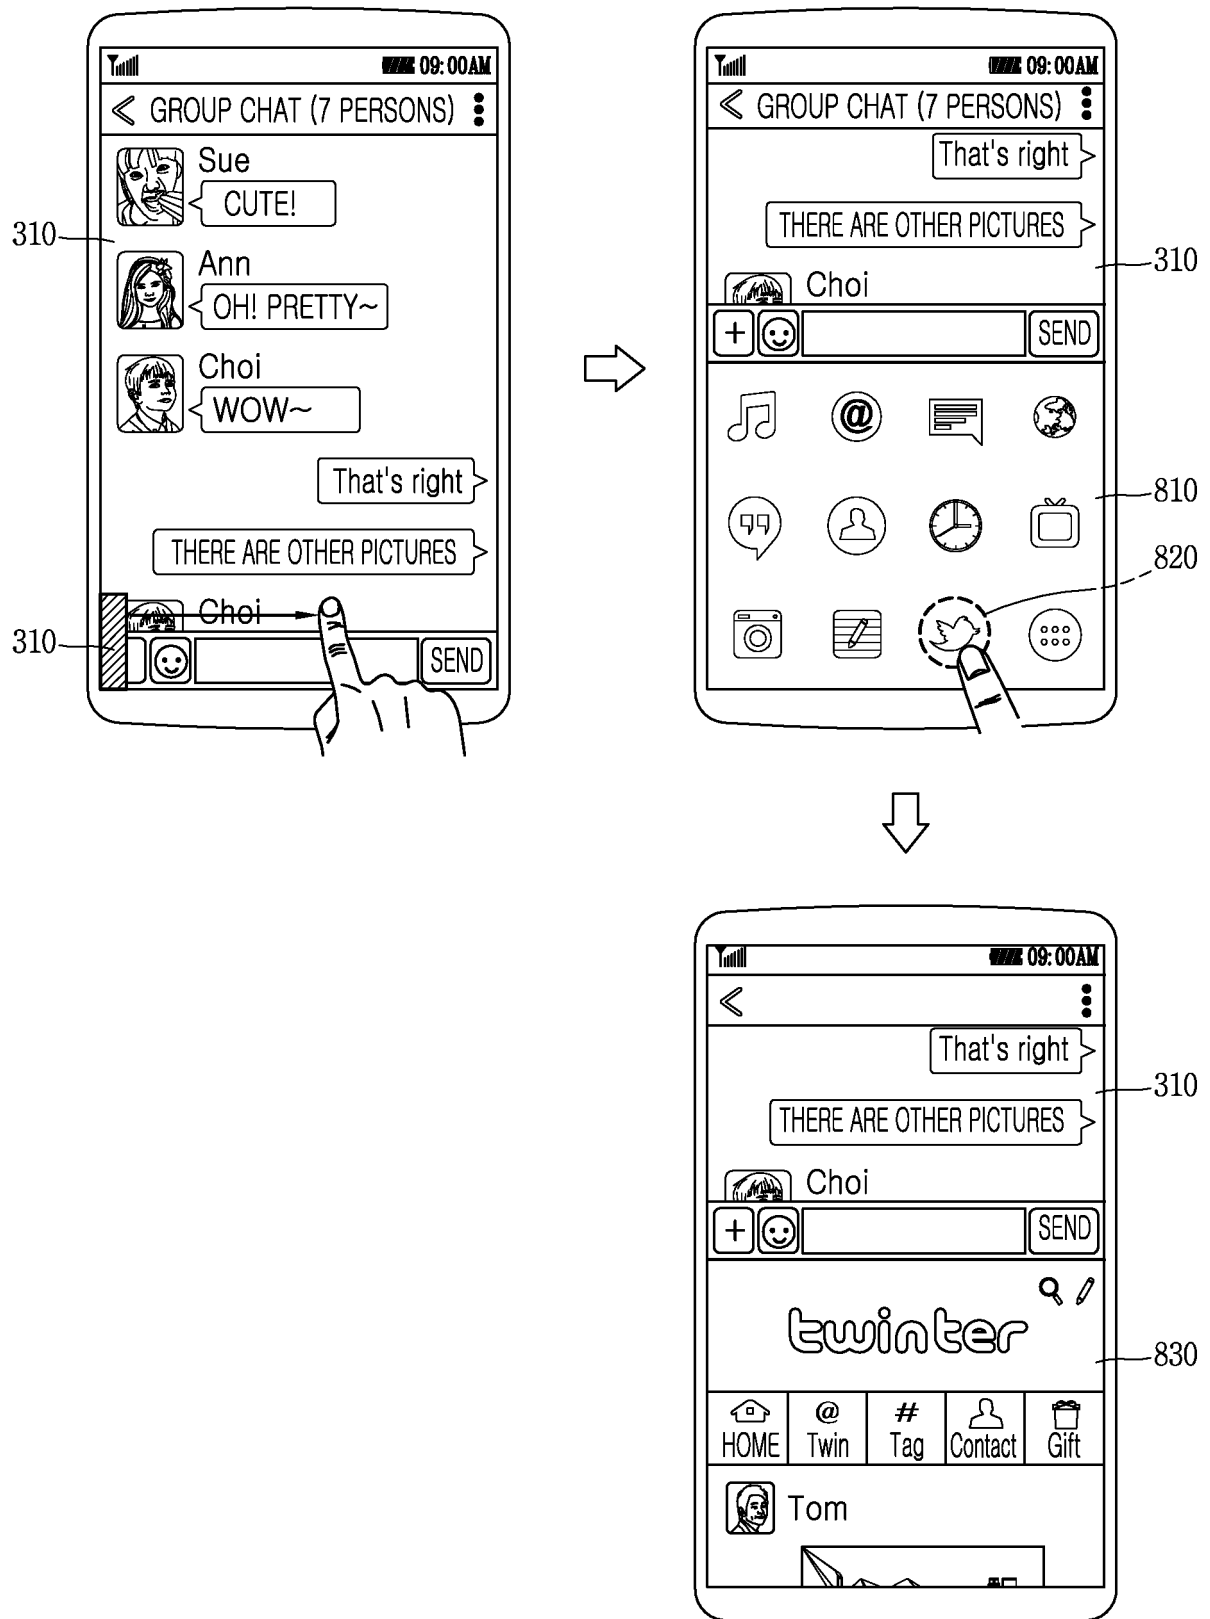 09:00AM
GROUP CHAT (7 PERSONS)
Sue
CUTE!
310
Ann
OH! PRETTY~
Choi
WOW~
That's right
THERE ARE OTHER PICTURES
Choi
310
SEND
09:00AM
GROUP CHAT (7 PERSONS)
That's right
THERE ARE OTHER PICTURES
310
Choi
+
SEND
@
810
820
09:00AM
That's right
310
THERE ARE OTHER PICTURES
Choi
+
SEND
twinter
830
@ #
HOME Twin Tag Contact Gift
Tom